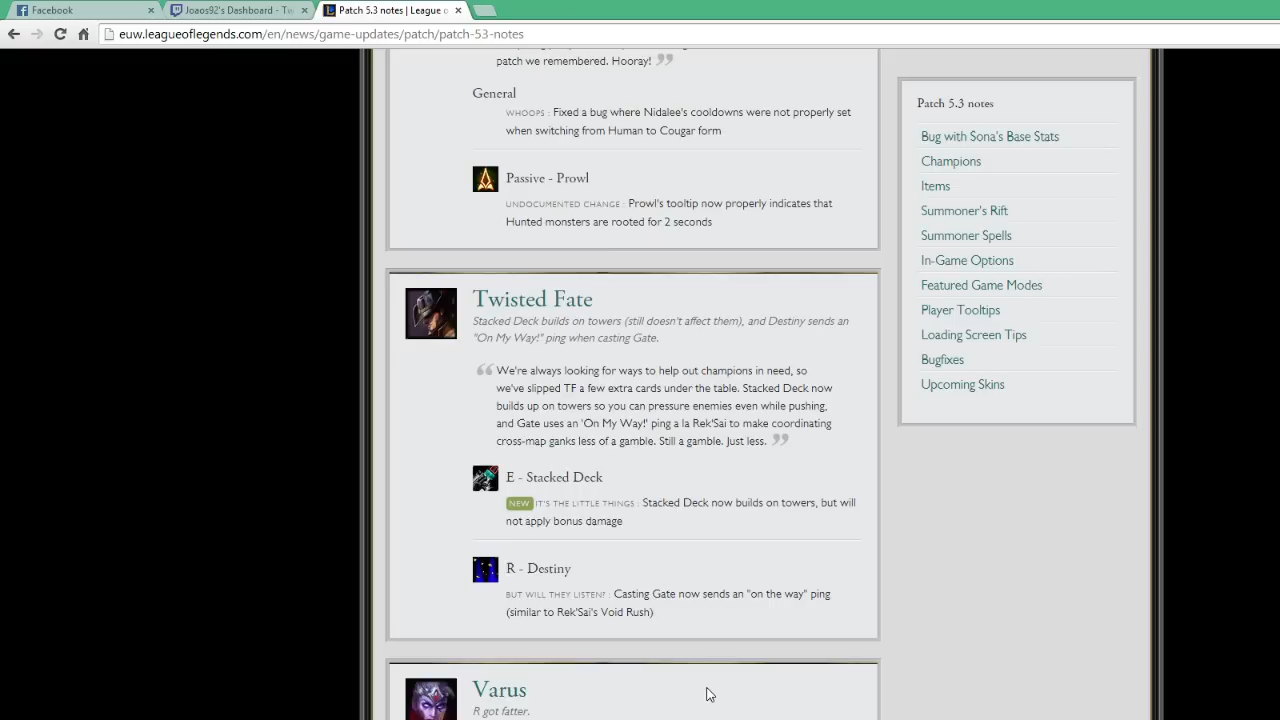 Facebook
Joaos92's Dashboard - Tw
Patch 5.3 notes | League o
euw.leagueoflegends.com/en/news/game-updates/patch/patch-53-notes
patch we remembered. Hooray!
General
WHOOPS : Fixed a bug where Nidalee's cooldowns were not properly set
when switching from Human to Cougar form
Passive - Prowl
UNDOCUMENTED CHANGE : Prowl's tooltip now properly indicates that
Hunted monsters are rooted for 2 seconds
Twisted Fate
Stacked Deck builds on towers (still doesn't affect them), and Destiny sends an
"On My Way!" ping when casting Gate.
We're always looking for ways to help out champions in need, so
we've slipped TF a few extra cards under the table. Stacked Deck now
builds up on towers so you can pressure enemies even while pushing,
and Gate uses an 'On My Way!' ping a la Rek'Sai to make coordinating
cross-map ganks less of a gamble. Still a gamble. Just less.
E - Stacked Deck
NEW IT'S THE LITTLE THINGS : Stacked Deck now builds on towers, but will
not apply bonus damage
R - Destiny
BUT WILL THEY LISTEN? : Casting Gate now sends an "on the way" ping
(similar to Rek'Sai's Void Rush)
Varus
R got fatter.
Patch 5.3 notes
Bug with Sona's Base Stats
Champions
Items
Summoner's Rift
Summoner Spells
In-Game Options
Featured Game Modes
Player Tooltips
Loading Screen Tips
Bugfixes
Upcoming Skins